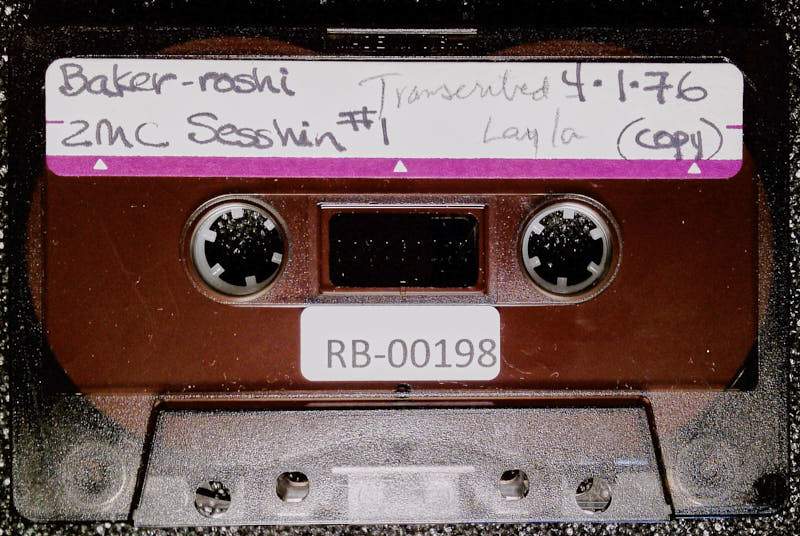 Baker-roshi Transcribed 4·1·76
ZMC Sesshin #1 Layla (copy)
RB-00198